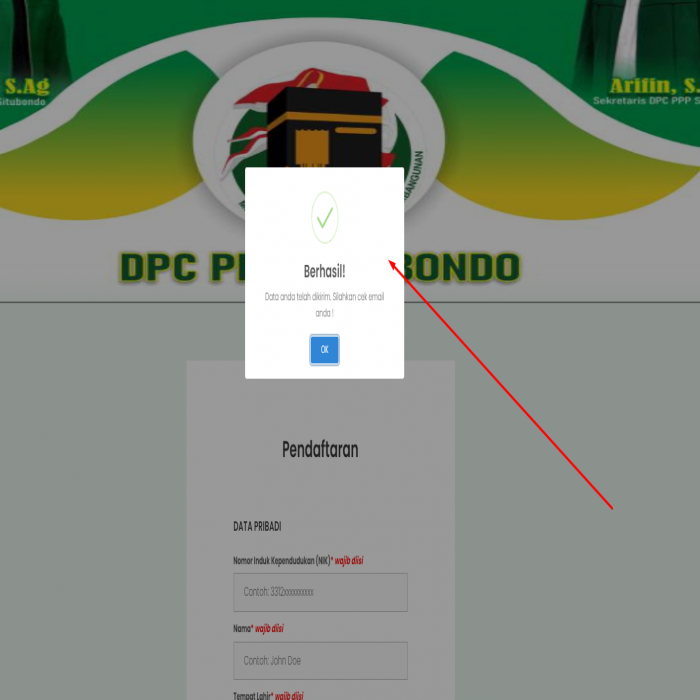 S.Ag
Situbondo
Arifin, S.
Sekretaris DPC PPP S
BANGUNAN
DPC P BONDO
Berhasil!
Data anda telah dikirim. Silahkan cek email
anda !
OK
Pendaftaran
DATA PRIBADI
Nomor Induk Kependudukan (NIK)* wajib diisi
Contoh: 3312xxxxxxxxxx
Nama* wajib diisi
Contoh: John Doe
Tempat Lahir* wajib diisi